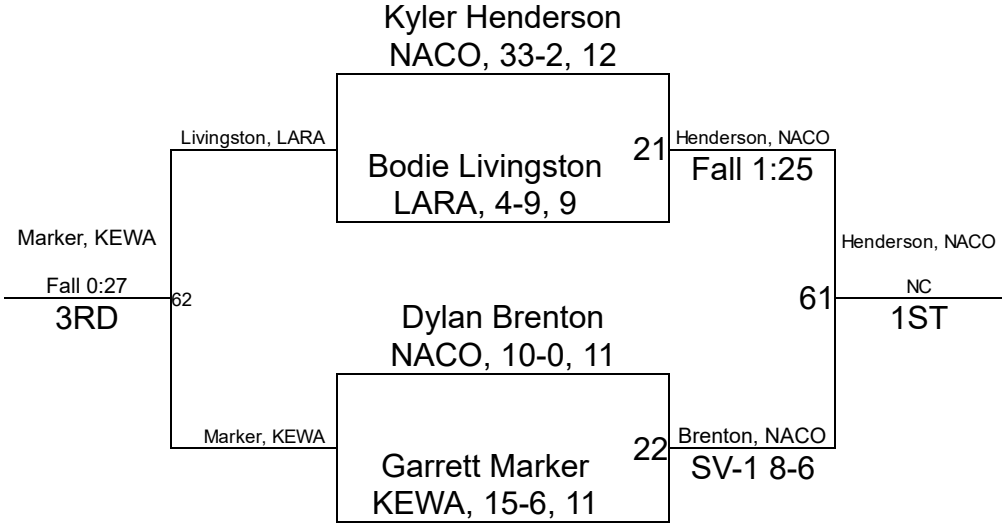 Kyler Henderson
NACO, 33-2, 12
Livingston, LARA
Bodie Livingston
LARA, 4-9, 9
21
Henderson, NACO
Fall 1:25
Marker, KEWA
Fall 0:27
3RD
62
Henderson, NACO
NC
1ST
61
Dylan Brenton
NACO, 10-0, 11
Marker, KEWA
Garrett Marker
KEWA, 15-6, 11
22
Brenton, NACO
SV-1 8-6